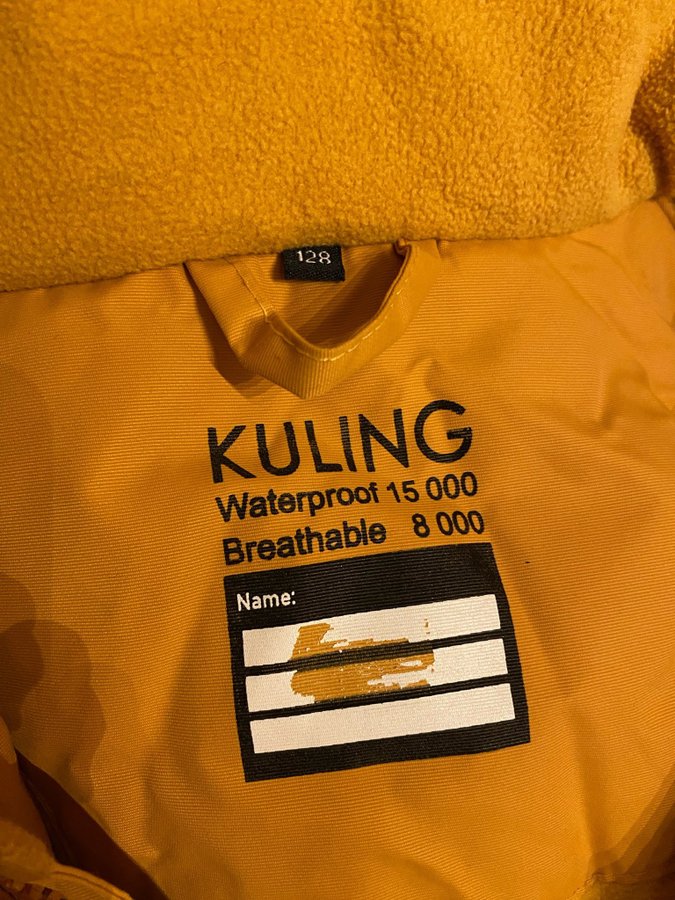 128
KULING
Waterproof 15 000
Breathable 8 000
Name: